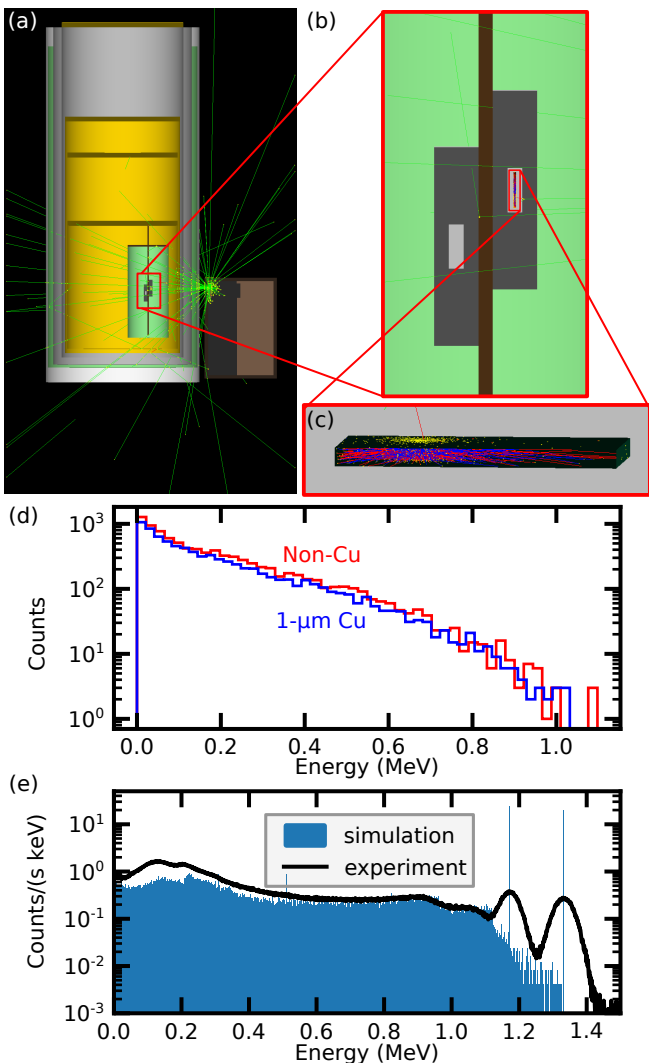 (a)
(b)
(c)
(d)
10³
10²
10¹
10⁰
Counts
Non-Cu
1-μm Cu
0.0 0.2 0.4 0.6 0.8 1.0
Energy (MeV)
(e)
10¹
10⁰
10⁻¹
10⁻²
10⁻³
Counts/(s keV)
simulation
experiment
0.0 0.2 0.4 0.6 0.8 1.0 1.2 1.4
Energy (MeV)